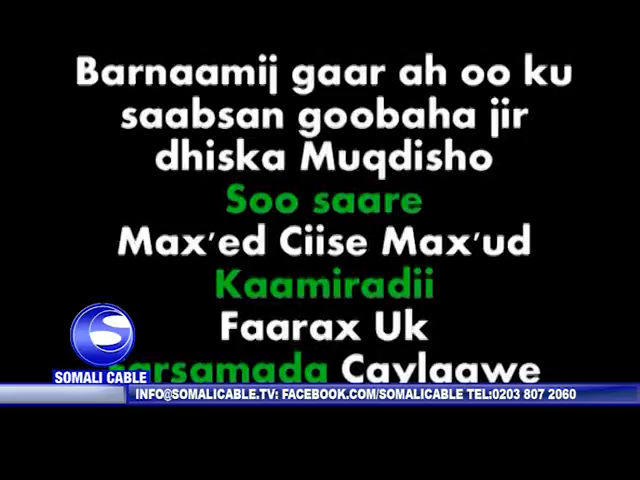 Barnaamij gaar ah oo ku
saabsan goobaha jir
dhiska Muqdisho
Soo saare
Max'ed Ciise Max'ud
Kaamiradii
Faarax Uk
Caylaawe
SOMALI CABLE
INFO@SOMALICABLE.TV: FACEBOOK.COM/SOMALICABLE TEL:0203 807 2060